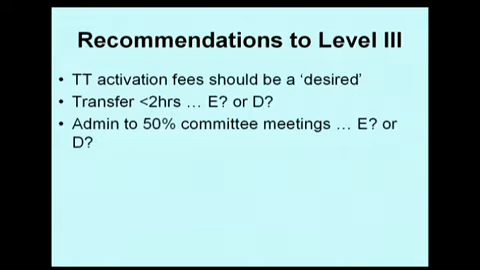 Recommendations to Level III
• TT activation fees should be a ‘desired’
• Transfer <2hrs … E? or D?
• Admin to 50% committee meetings … E? or
D?